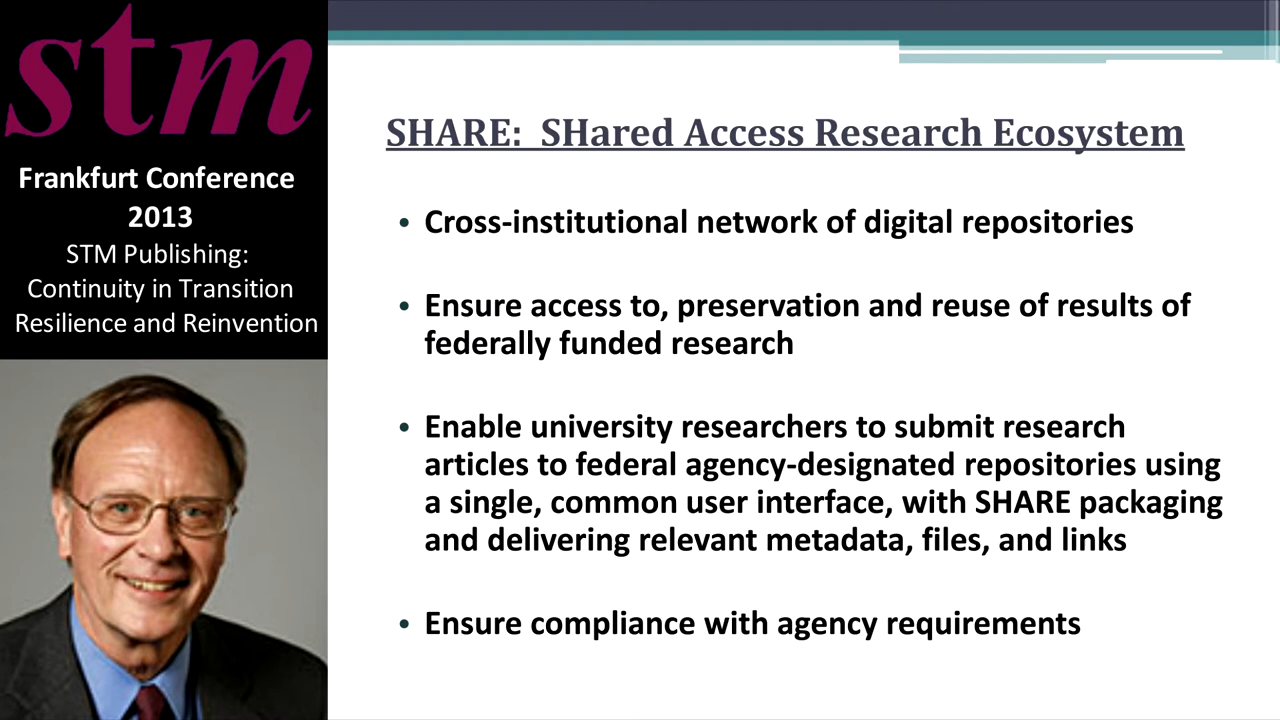 stm
Frankfurt Conference
2013
STM Publishing:
Continuity in Transition
Resilience and Reinvention
SHARE: SHared Access Research Ecosystem
• Cross-institutional network of digital repositories
• Ensure access to, preservation and reuse of results of
federally funded research
• Enable university researchers to submit research
articles to federal agency-designated repositories using
a single, common user interface, with SHARE packaging
and delivering relevant metadata, files, and links
• Ensure compliance with agency requirements